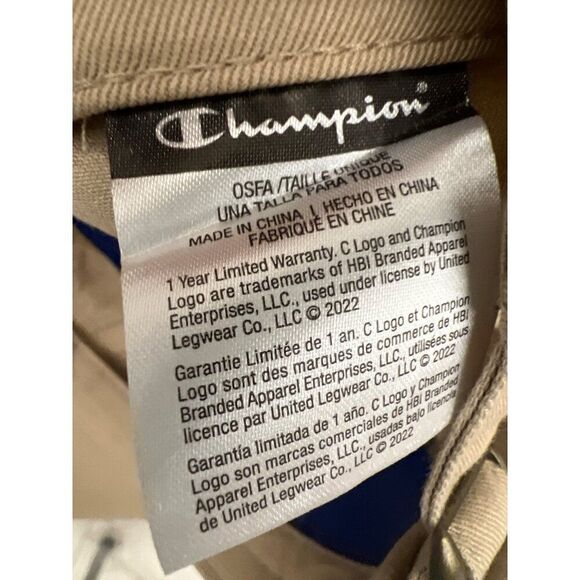 Champion®
OSFA /TAILLE UNIQUE
UNA TALLA PARA TODOS
MADE IN CHINA | HECHO EN CHINA
FABRIQUÉ EN CHINE
1 Year Limited Warranty. C Logo and Champion
Logo are trademarks of HBI Branded Apparel
Enterprises, LLC., used under license by United
Legwear Co., LLC © 2022
Garantie Limitée de 1 an. C Logo et Champion
Logo sont des marques de commerce de HBI
Branded Apparel Enterprises, LLC., utilisées sous
licence par United Legwear Co., LLC © 2022
Garantía limitada de 1 año. C Logo y Champion
Logo son marcas comerciales de HBI Branded
Apparel Enterprises, LLC., usadas bajo licencia
de United Legwear Co., LLC © 2022